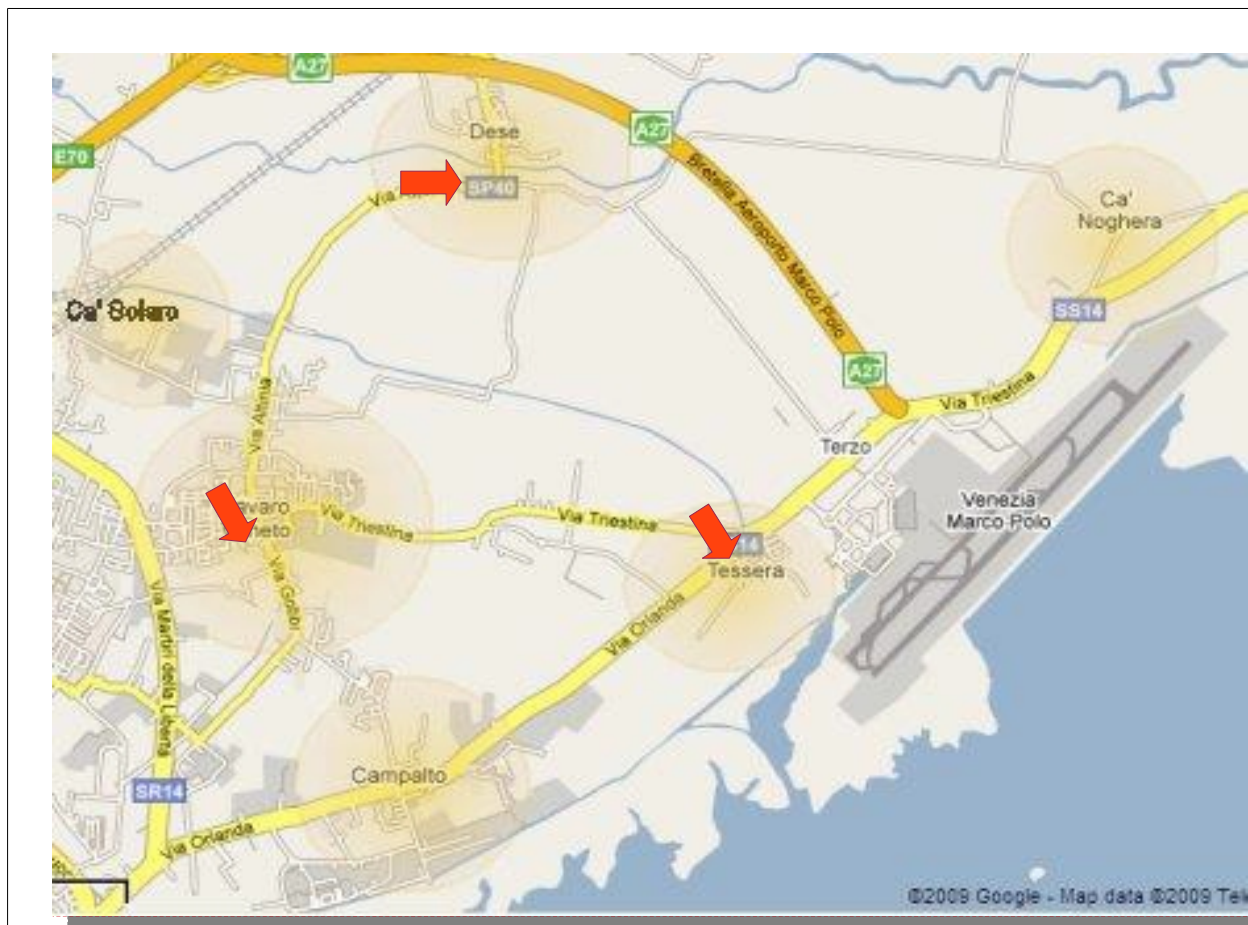 A27
Dese
A27
E70
SP40
Bretella Aeroporto Marco Polo
Ca'
Noghera
Ca' Solaro
SS14
A27
Via Altinia
Via Triestina
Terzo
Venezia
Marco Polo
Via Triestina
Via Triestina
14
Tessera
Via Gobbi
Via Orlanda
Via Martiri della Libertà
Campalto
SR14
Via Orlanda
©2009 Google - Map data ©2009 Tele